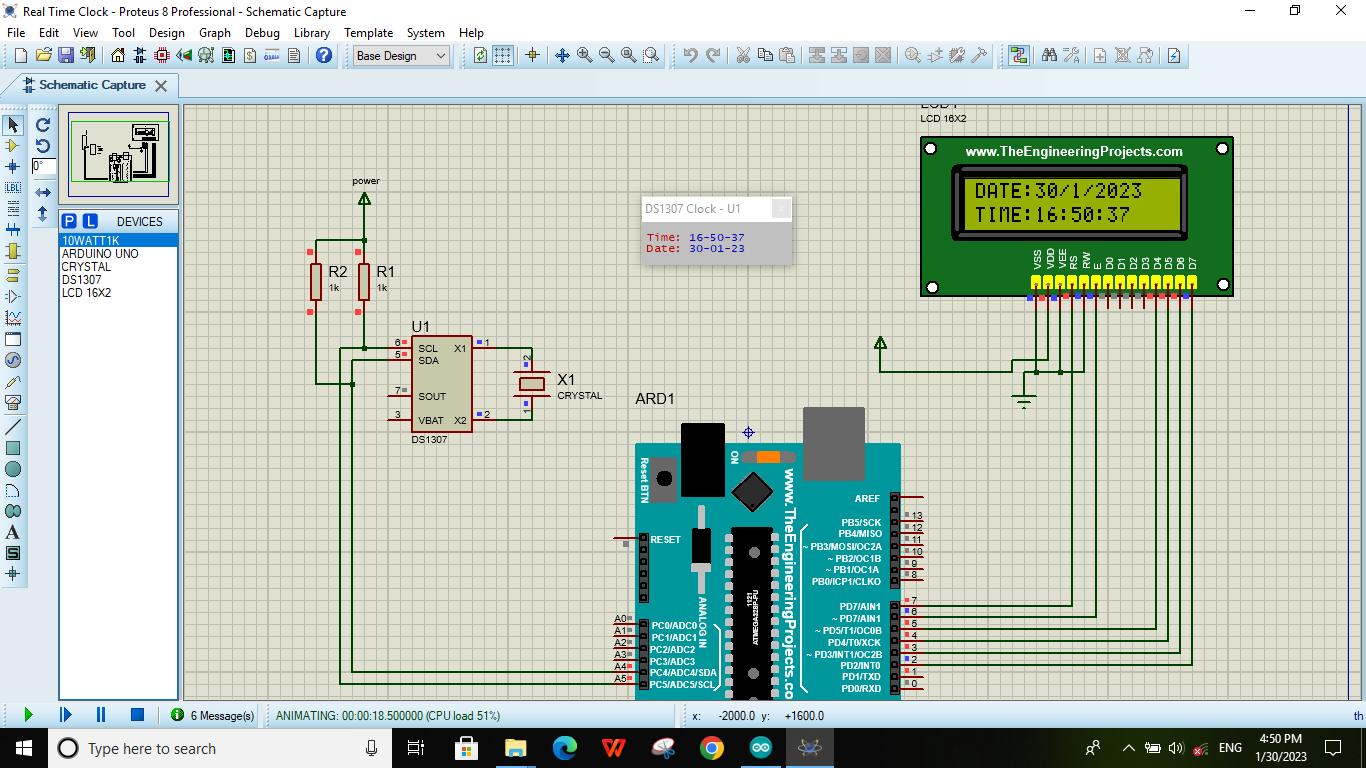 Real Time Clock - Proteus 8 Professional - Schematic Capture
File Edit View Tool Design Graph Debug Library Template System Help
Base Design
Schematic Capture
0°
P L DEVICES
10WATT1K
ARDUINO UNO
CRYSTAL
DS1307
LCD 16X2
power
R2
1k
R1
1k
U1
6 SCL X1 1
5 SDA
7 SOUT
3 VBAT X2 2
DS1307
2
X1
CRYSTAL
1
DS1307 Clock - U1
Time: 16-50-37
Date: 30-01-23
LCD 16X2
www.TheEngineeringProjects.com
DATE:30/1/2023
TIME:16:50:37
VSS VDD VEE RS RW E D0 D1 D2 D3 D4 D5 D6 D7
ARD1
Reset BTN
ON
www.TheEngineeringProjects.co
ANALOG IN
1121
ATMEGA328P-PU
RESET
A0 PC0/ADC0
A1 PC1/ADC1
A2 PC2/ADC2
A3 PC3/ADC3
A4 PC4/ADC4/SDA
A5 PC5/ADC5/SCL
AREF
PB5/SCK 13
PB4/MISO 12
~ PB3/MOSI/OC2A 11
~ PB2/OC1B 10
~ PB1/OC1A 9
PB0/ICP1/CLKO 8
PD7/AIN1 7
~ PD7/AIN1 6
~ PD5/T1/OC0B 5
PD4/T0/XCK 4
~ PD3/INT1/OC2B 3
PD2/INT0 2
PD1/TXD 1
PD0/RXD 0
6 Message(s)
ANIMATING: 00:00:18.500000 (CPU load 51%)
x: -2000.0 y: +1600.0
th
Type here to search
ENG
4:50 PM
1/30/2023